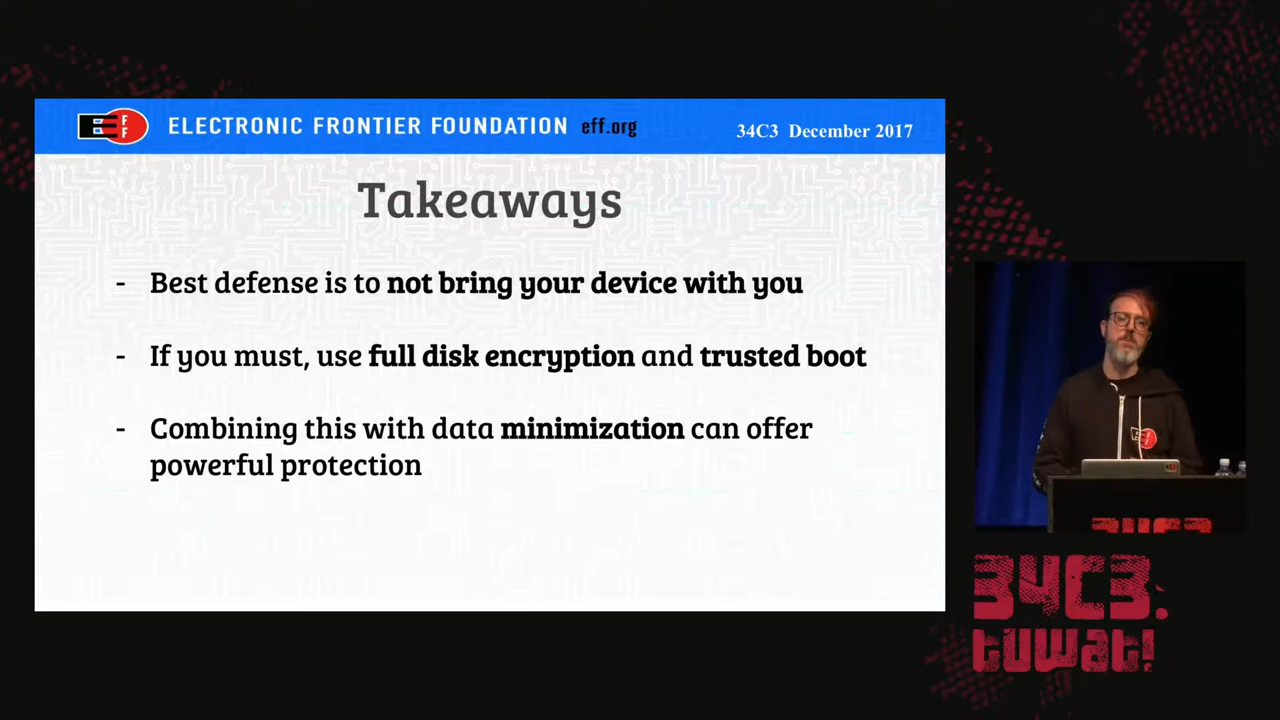 EFF
ELECTRONIC FRONTIER FOUNDATION eff.org
34C3 December 2017
Takeaways
- Best defense is to not bring your device with you
- If you must, use full disk encryption and trusted boot
- Combining this with data minimization can offer
powerful protection
34C3
34C3.
tuwat!